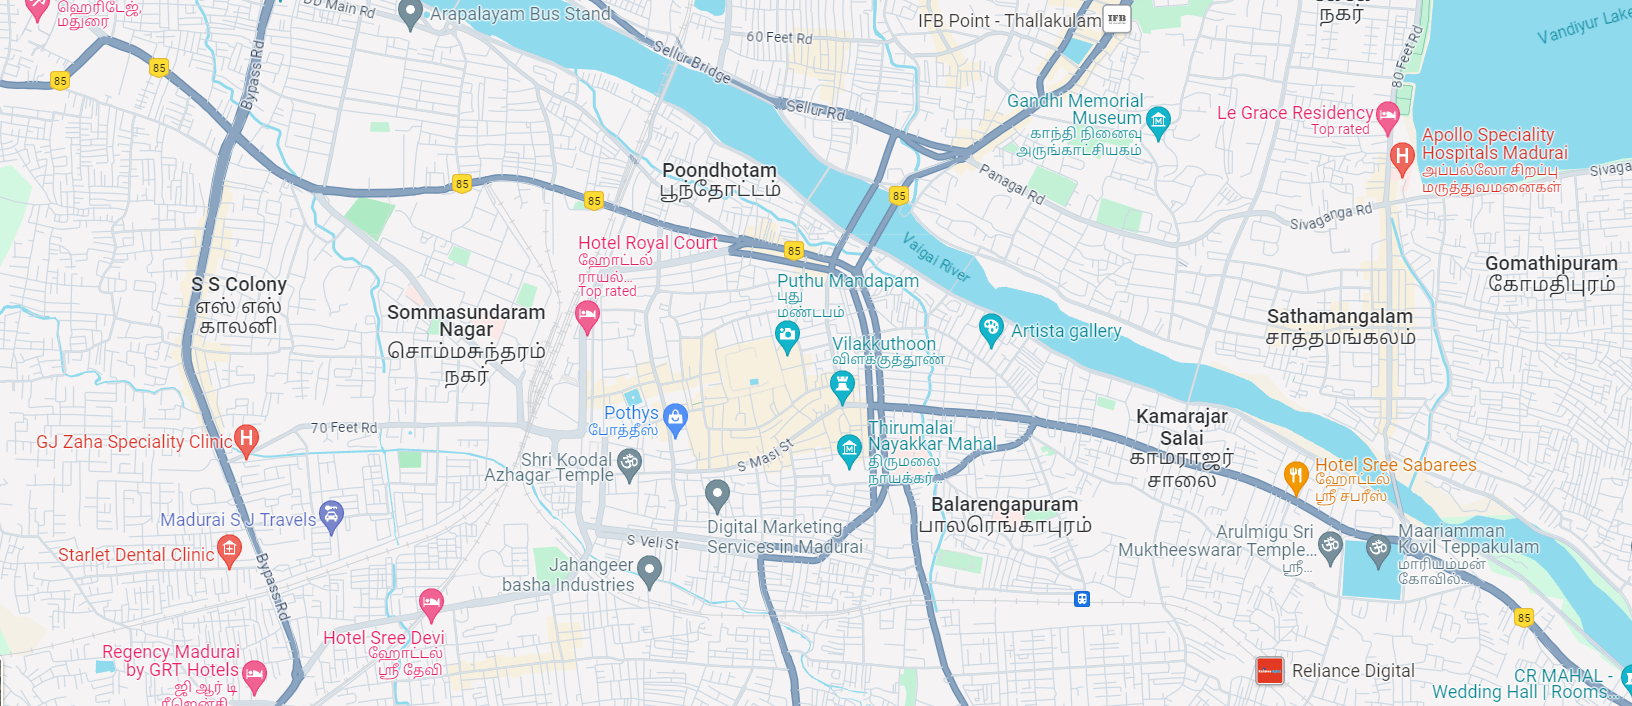 ஹெரிடேஜ்,
மதுரை
DD Main Rd
Arapalayam Bus Stand
60 Feet Rd
IFB Point - Thallakulam
IFB
நகர்
Vandiyur Lake
80 Feet Rd
85
85
Bypass Rd
Sellur Bridge
Sellur Rd
Gandhi Memorial
Museum
காந்தி நினைவு
அருங்காட்சியகம்
Le Grace Residency
Top rated
Apollo Speciality
Hospitals Madurai
அப்பல்லோ சிறப்பு
மருத்துவமனைகள்
Poondhotam
பூந்தோட்டம்
85
85
85
Panagal Rd
Sivaganga Rd
Sivaga
Hotel Royal Court
ஹோட்டல்
ராயல்...
Top rated
85
Vaigai River
Puthu Mandapam
புது
மண்டபம்
Gomathipuram
கோமதிபுரம்
S S Colony
எஸ் எஸ்
காலனி
Sommasundaram
Nagar
சொம்மசுந்தரம்
நகர்
Vilakkuthoon
விளக்குத்தூண்
Artista gallery
Sathamangalam
சாத்தமங்கலம்
Pothys
போத்தீஸ்
70 Feet Rd
GJ Zaha Speciality Clinic
Thirumalai
Nayakkar Mahal
திருமலை
நாயக்கர்...
Kamarajar
Salai
காமராஜர்
சாலை
S Masi St
Shri Koodal
Azhagar Temple
Hotel Sree Sabarees
ஹோட்டல்
ஸ்ரீ சபரீஸ்
Balarengapuram
பாலரெங்காபுரம்
Madurai S J Travels
Digital Marketing
Services in Madurai
S Veli St
Arulmigu Sri
Muktheeswarar Temple...
ஸ்ரீ...
Maariamman
Kovil Teppakulam
மாரியம்மன்
கோவில்...
Starlet Dental Clinic
Bypass Rd
Jahangeer
basha Industries
85
Hotel Sree Devi
ஹோட்டல்
ஸ்ரீ தேவி
Regency Madurai
by GRT Hotels
ஜி ஆர் டி
ரீஜென்சி
Reliance Digital
CR MAHAL -
Wedding Hall | Rooms...